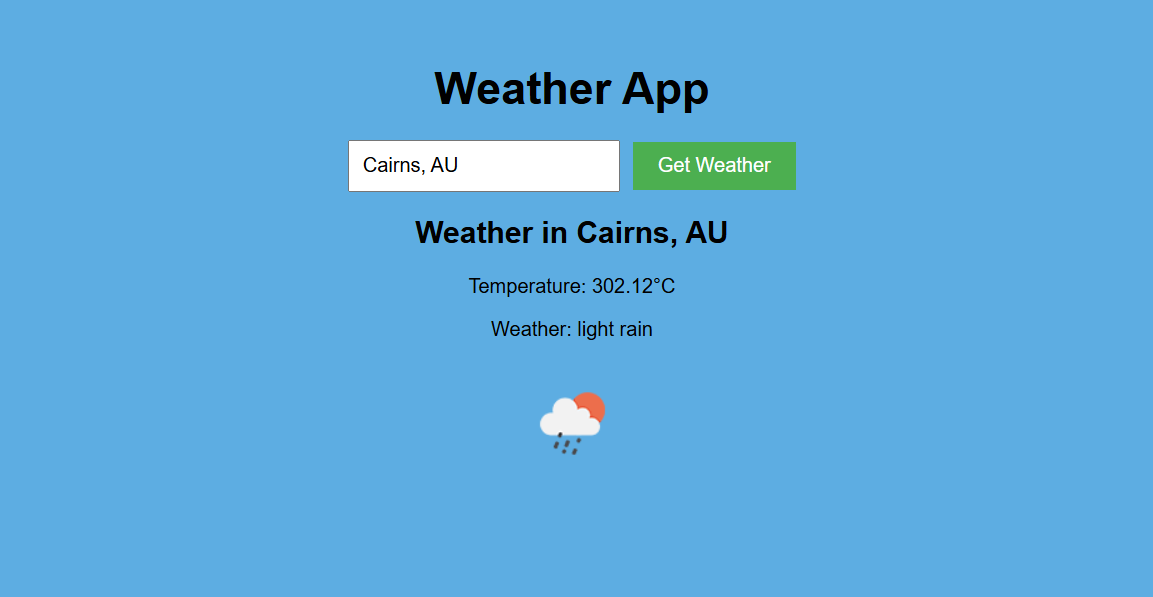 Weather App
Cairns, AU Get Weather
Weather in Cairns, AU
Temperature: 302.12°C
Weather: light rain